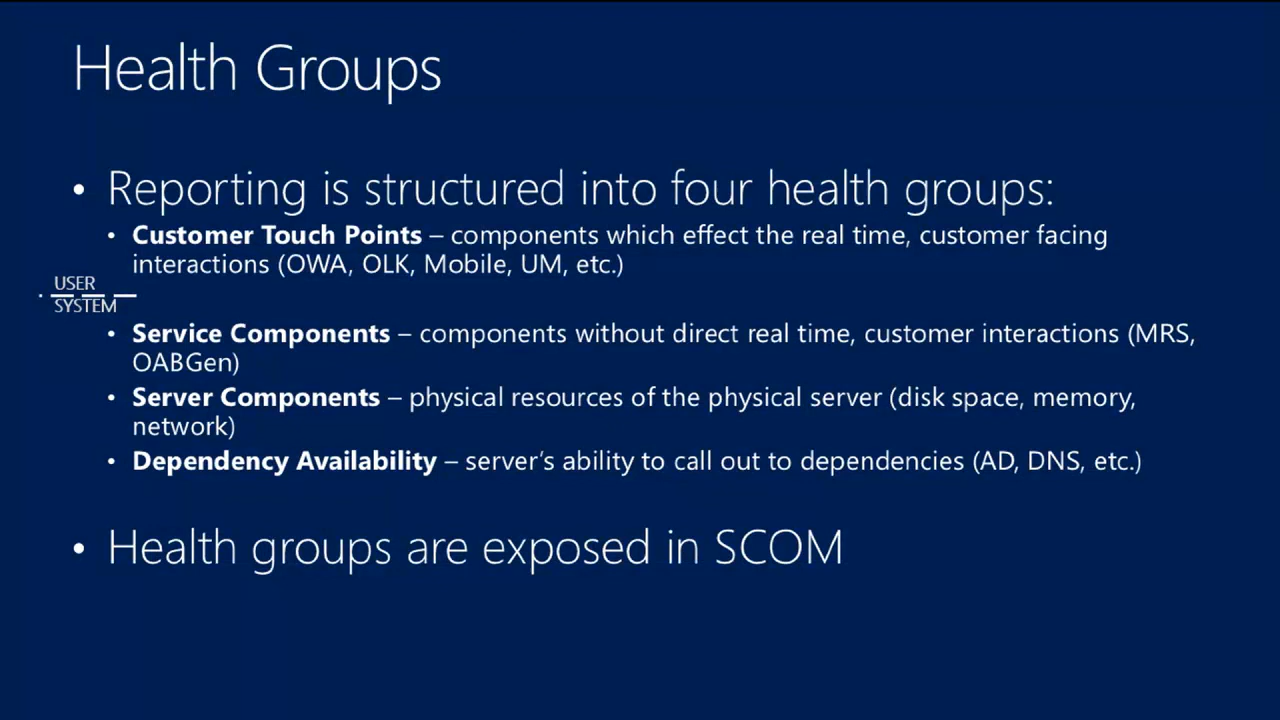 Health Groups
• Reporting is structured into four health groups:
• Customer Touch Points – components which effect the real time, customer facing
interactions (OWA, OLK, Mobile, UM, etc.)
USER
SYSTEM
• Service Components – components without direct real time, customer interactions (MRS,
OABGen)
• Server Components – physical resources of the physical server (disk space, memory,
network)
• Dependency Availability – server’s ability to call out to dependencies (AD, DNS, etc.)
• Health groups are exposed in SCOM